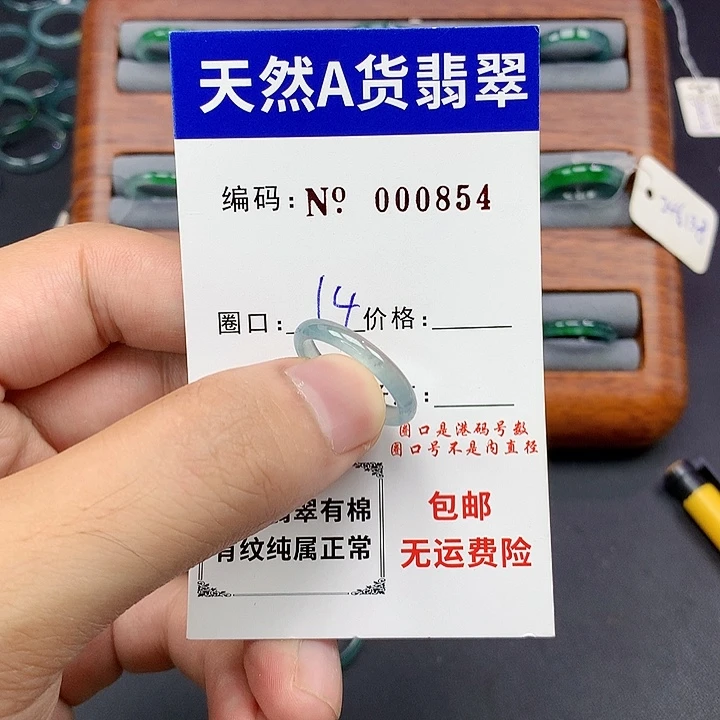 天然A货翡翠
编码: Nº 000854
圈口: 14 价格:
:
圈口是港码号数
圈口号不是内直径
翠有棉
有纹纯属正常
包邮
无运费险